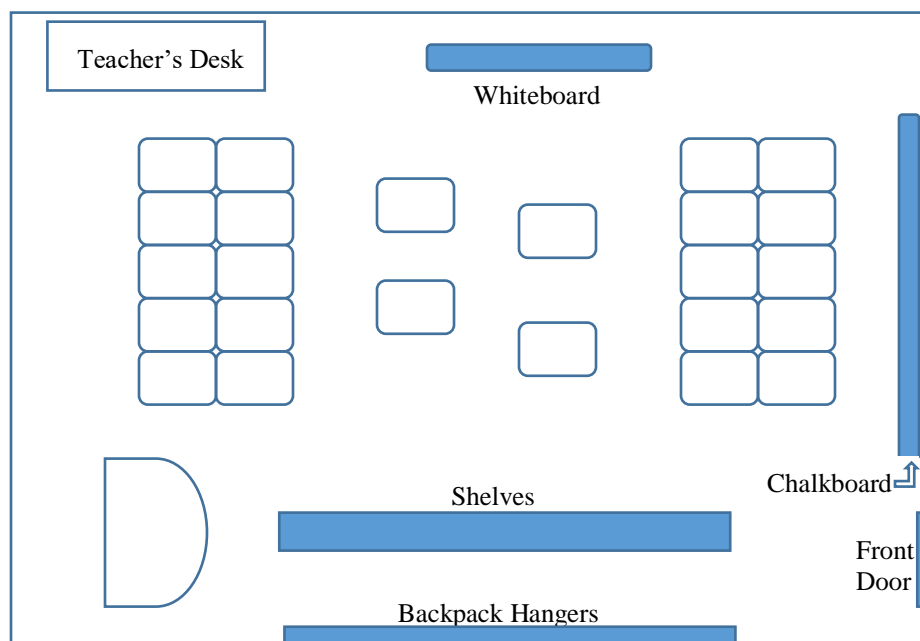 Teacher’s Desk
Whiteboard
Chalkboard
Shelves
Front
Door
Backpack Hangers